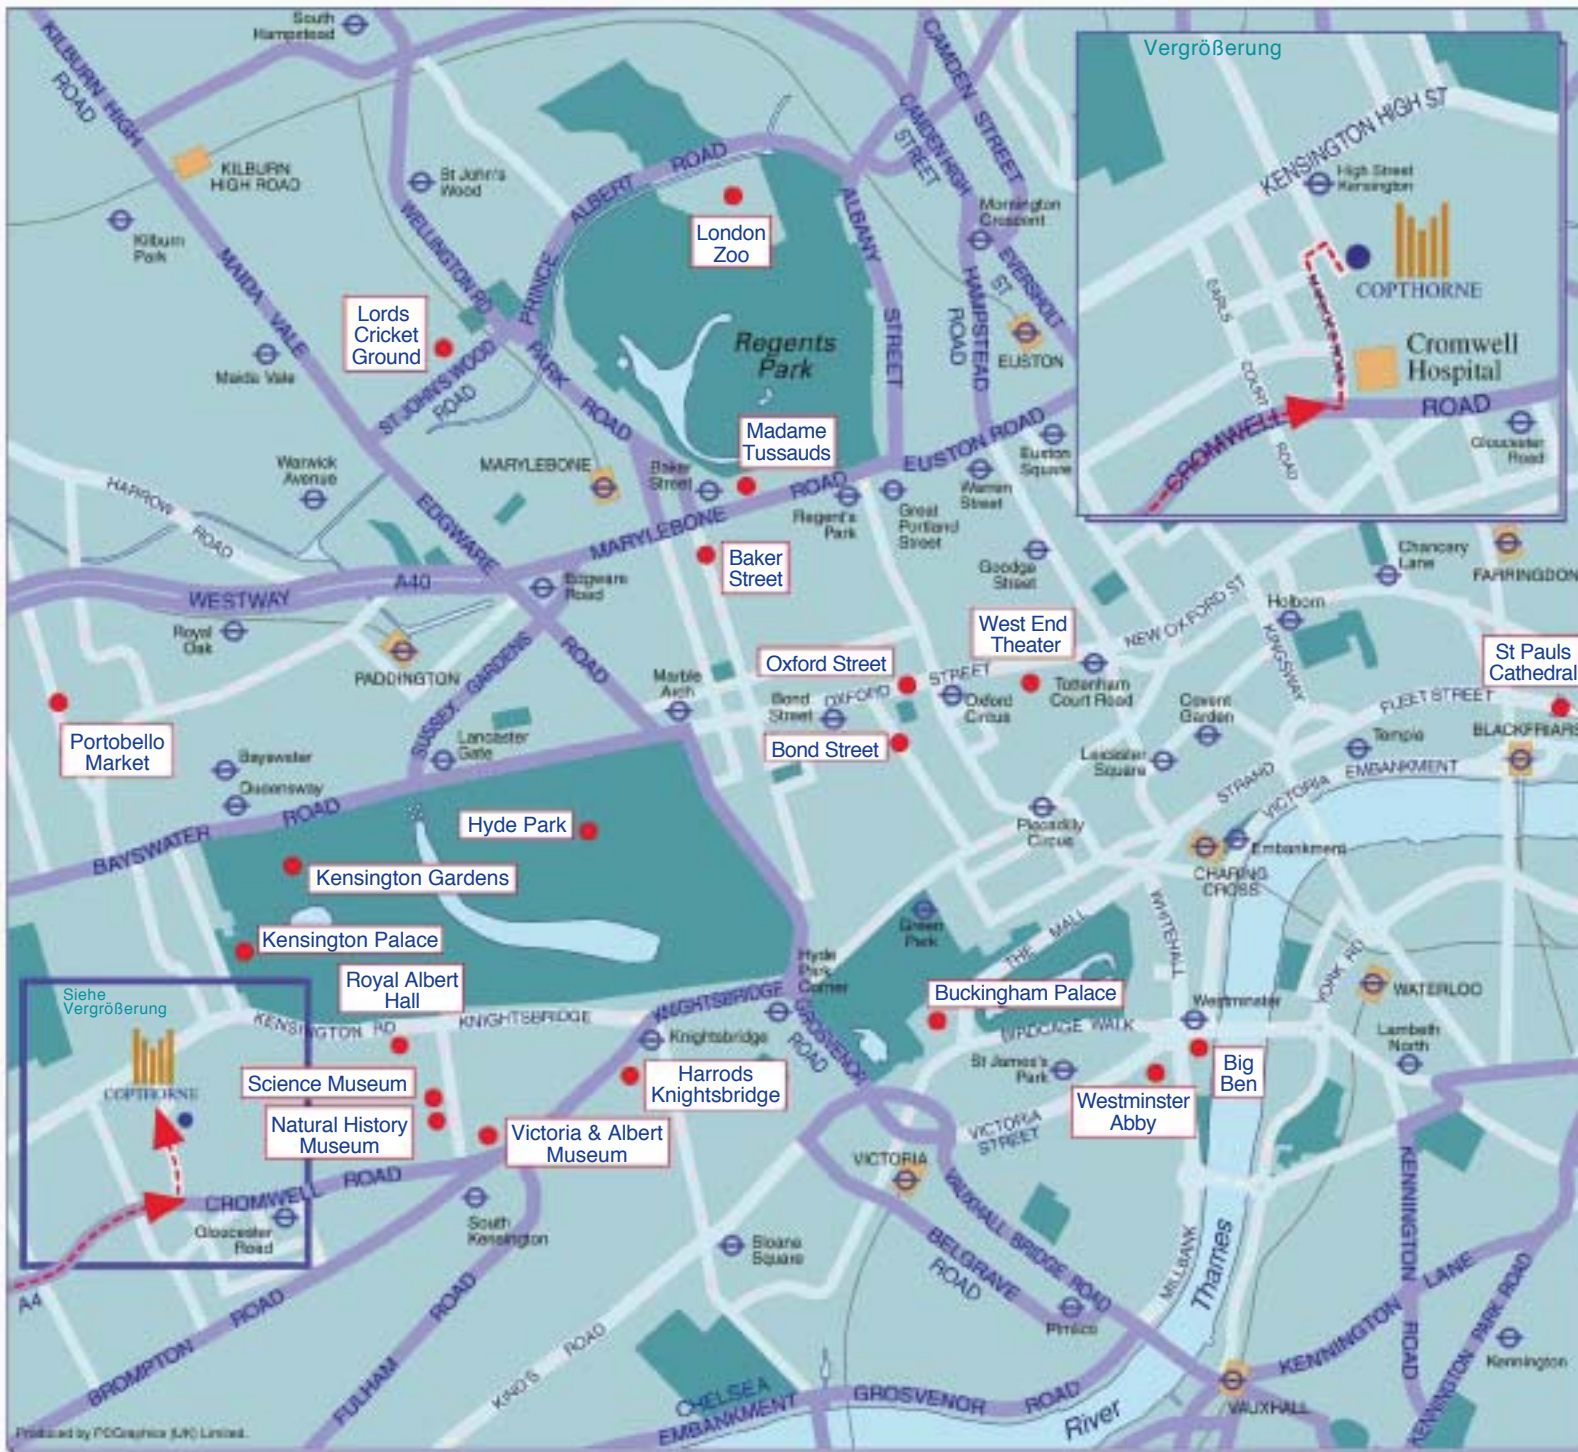 South
Hampstead
KILBURN HIGH
ROAD
KILBURN
HIGH ROAD
Kilburn
Park
St John's
Wood
WELLINGTON RD
PRINCE
ALBERT
ROAD
London
Zoo
CAMDEN STREET
CAMDEN HIGH
STREET
Mornington
Crescent
ALBANY
STREET
HAMPSTEAD
ROAD
EVERSHOLT
ST
EUSTON
Vergrößerung
KENSINGTON HIGH ST
High Street
Kensington
COPTHORNE
EARLS
COURT
ROAD
Cromwell
Hospital
CROMWELL
ROAD
Gloucester
Road
MAIDA VALE
Maida Vale
Lords
Cricket
Ground
ST JOHN'S WOOD
ROAD
PARK ROAD
Regents
Park
Madame
Tussauds
EUSTON ROAD
Euston
Square
Warren
Street
Warwick
Avenue
MARYLEBONE
Baker
Street
MARYLEBONE
ROAD
Regent's
Park
Great
Portland
Street
HARROW
ROAD
EDGWARE
ROAD
Baker
Street
Goodge
Street
Chancery
Lane
FARRINGDON
WESTWAY
A40
Edgware
Road
Royal
Oak
PADDINGTON
SUSSEX GARDENS
West End
Theater
NEW OXFORD ST
Holborn
KINGSWAY
St Pauls
Cathedral
Marble
Arch
Oxford Street
Bond
Street
OXFORD
STREET
Oxford
Circus
Tottenham
Court Road
Covent
Garden
FLEET STREET
BLACKFRIARS
Portobello
Market
Bayswater
Queensway
Lancaster
Gate
Bond Street
Leicester
Square
Temple
STRAND
VICTORIA
EMBANKMENT
BAYSWATER
ROAD
Hyde Park
Piccadilly
Circus
Embankment
CHARING
CROSS
Kensington Gardens
Kensington Palace
Green
Park
THE MALL
WHITEHALL
YORK RD
WATERLOO
Siehe
Vergrößerung
Royal Albert
Hall
Hyde
Park
Corner
Buckingham Palace
Westminster
KENSINGTON RD
KNIGHTSBRIDGE
KNIGHTSBRIDGE
Knightsbridge
GROSVENOR
ROAD
BIRDCAGE WALK
St James's
Park
Lambeth
North
COPTHORNE
Science Museum
Natural History
Museum
Harrods
Knightsbridge
Big
Ben
Westminster
Abby
Victoria & Albert
Museum
VICTORIA
VICTORIA
STREET
CROMWELL
ROAD
Gloucester
Road
South
Kensington
Sloane
Square
VAUXHALL BRIDGE ROAD
BELGRAVE
ROAD
MILLBANK
Thames
KENNINGTON
ROAD
KENNINGTON LANE
KENNINGTON PARK ROAD
A4
BROMPTON
ROAD
FULHAM
ROAD
KING'S
ROAD
Pimlico
Kennington
CHELSEA
EMBANKMENT
GROSVENOR
ROAD
River
VAUXHALL
Produced by PDGraphics (UK) Limited.